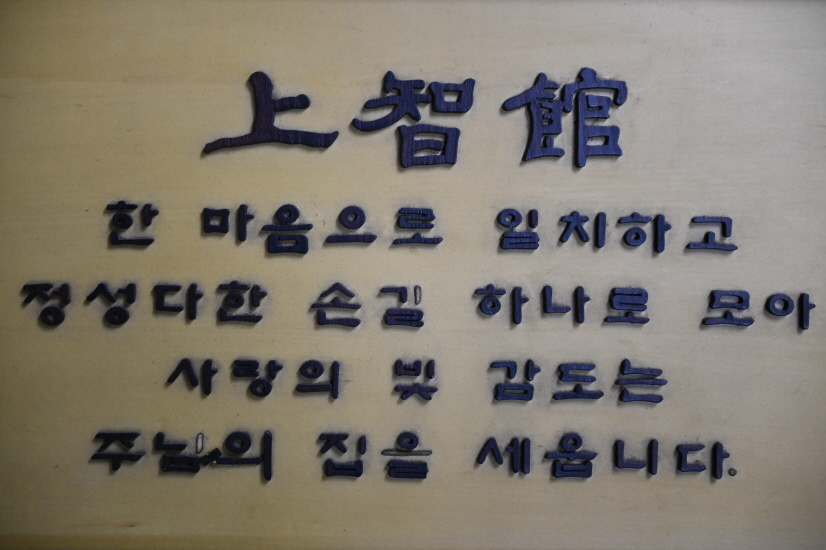 上智館
한 마음으로 일치하고
정성다한 손길 하나로 모아
사랑의 빛 감도는
주님의 집을 세웁니다.